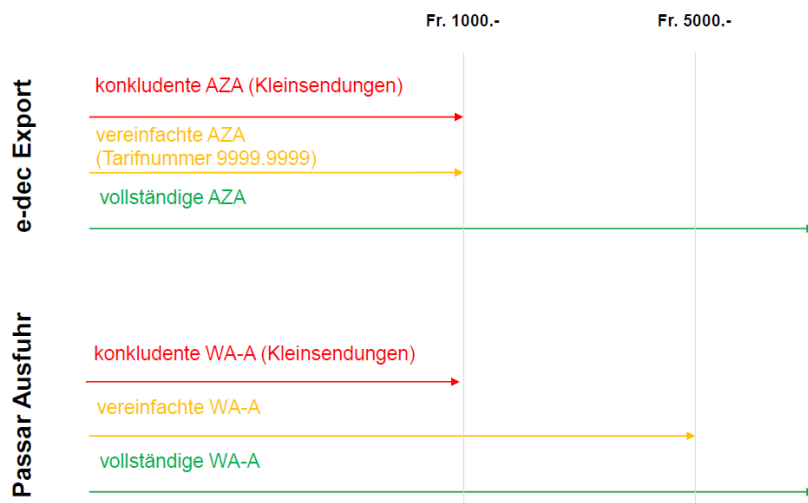 Fr. 1000.-
Fr. 5000.-
e-dec Export
konkludente AZA (Kleinsendungen)
vereinfachte AZA
(Tarifnummer 9999.9999)
vollständige AZA
Passar Ausfuhr
konkludente WA-A (Kleinsendungen)
vereinfachte WA-A
vollständige WA-A